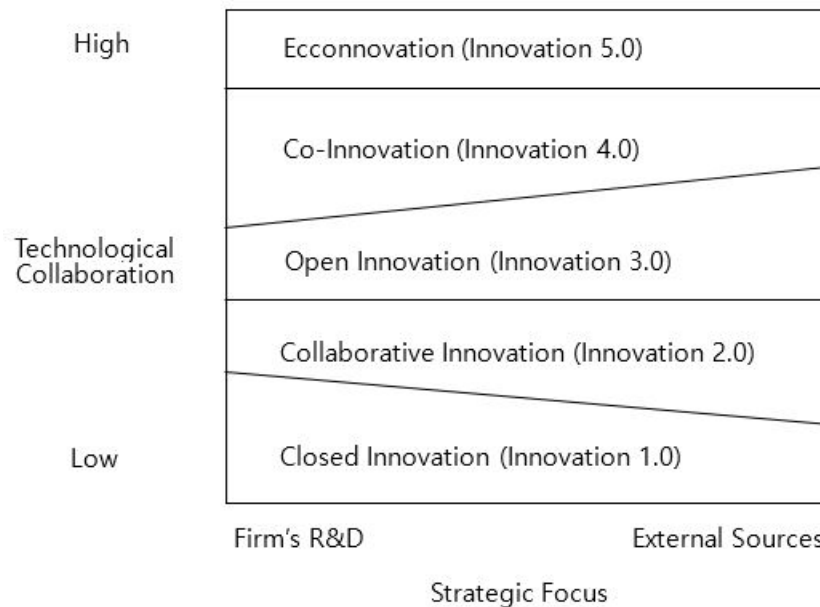 High
Ecconnovation (Innovation 5.0)
Co-Innovation (Innovation 4.0)
Technological
Collaboration
Open Innovation (Innovation 3.0)
Collaborative Innovation (Innovation 2.0)
Low
Closed Innovation (Innovation 1.0)
Firm's R&D
External Sources
Strategic Focus